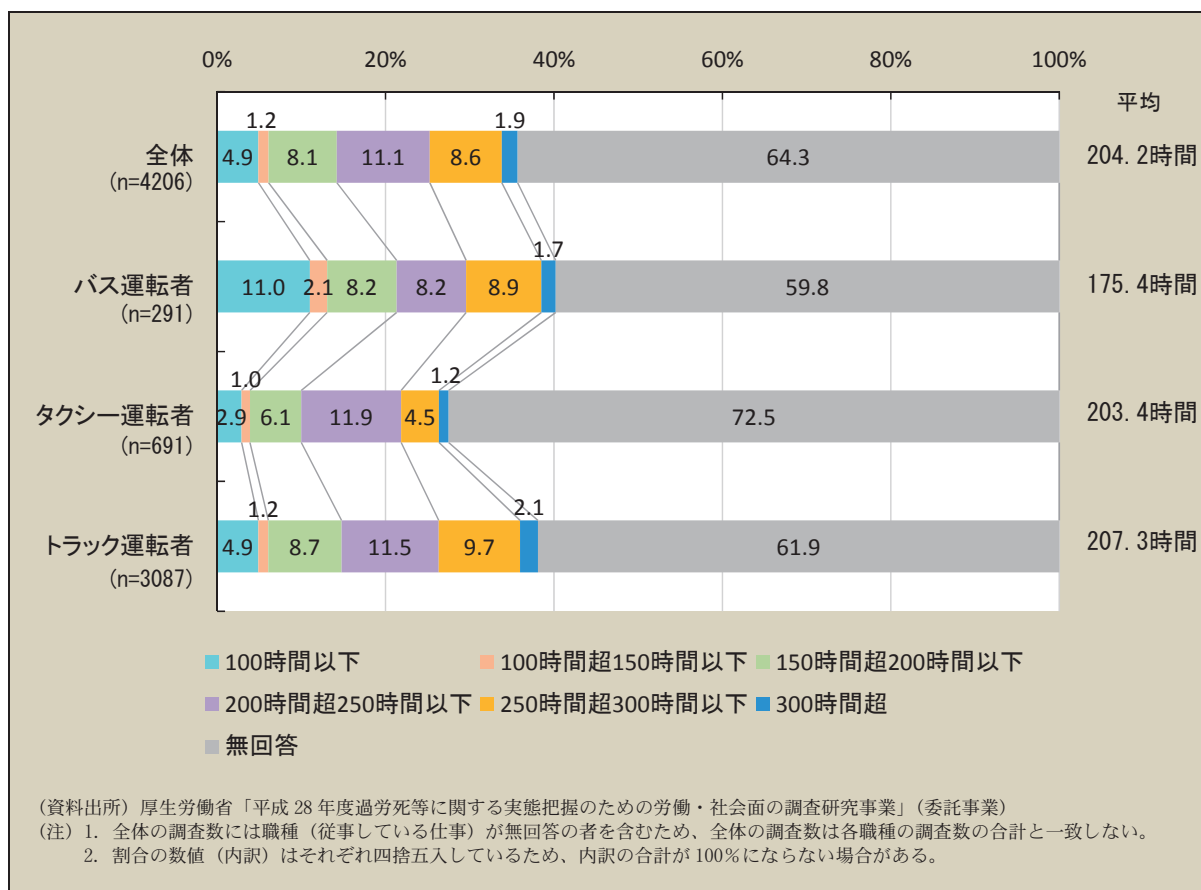 0% 20% 40% 60% 80% 100%
平均
1.2 1.9
全体 4.9 8.1 11.1 8.6 64.3 204.2時間
(n=4206)
1.7
バス運転者 11.0 2.1 8.2 8.2 8.9 59.8 175.4時間
(n=291)
1.0 1.2
タクシー運転者 2.9 6.1 11.9 4.5 72.5 203.4時間
(n=691)
1.2 2.1
トラック運転者 4.9 8.7 11.5 9.7 61.9 207.3時間
(n=3087)
100時間以下 100時間超150時間以下 150時間超200時間以下
200時間超250時間以下 250時間超300時間以下 300時間超
無回答
(資料出所)厚生労働省「平成 28 年度過労死等に関する実態把握のための労働・社会面の調査研究事業」(委託事業)
(注)1. 全体の調査数には職種(従事している仕事)が無回答の者を含むため、全体の調査数は各職種の調査数の合計と一致しない。
2. 割合の数値(内訳)はそれぞれ四捨五入しているため、内訳の合計が 100%にならない場合がある。